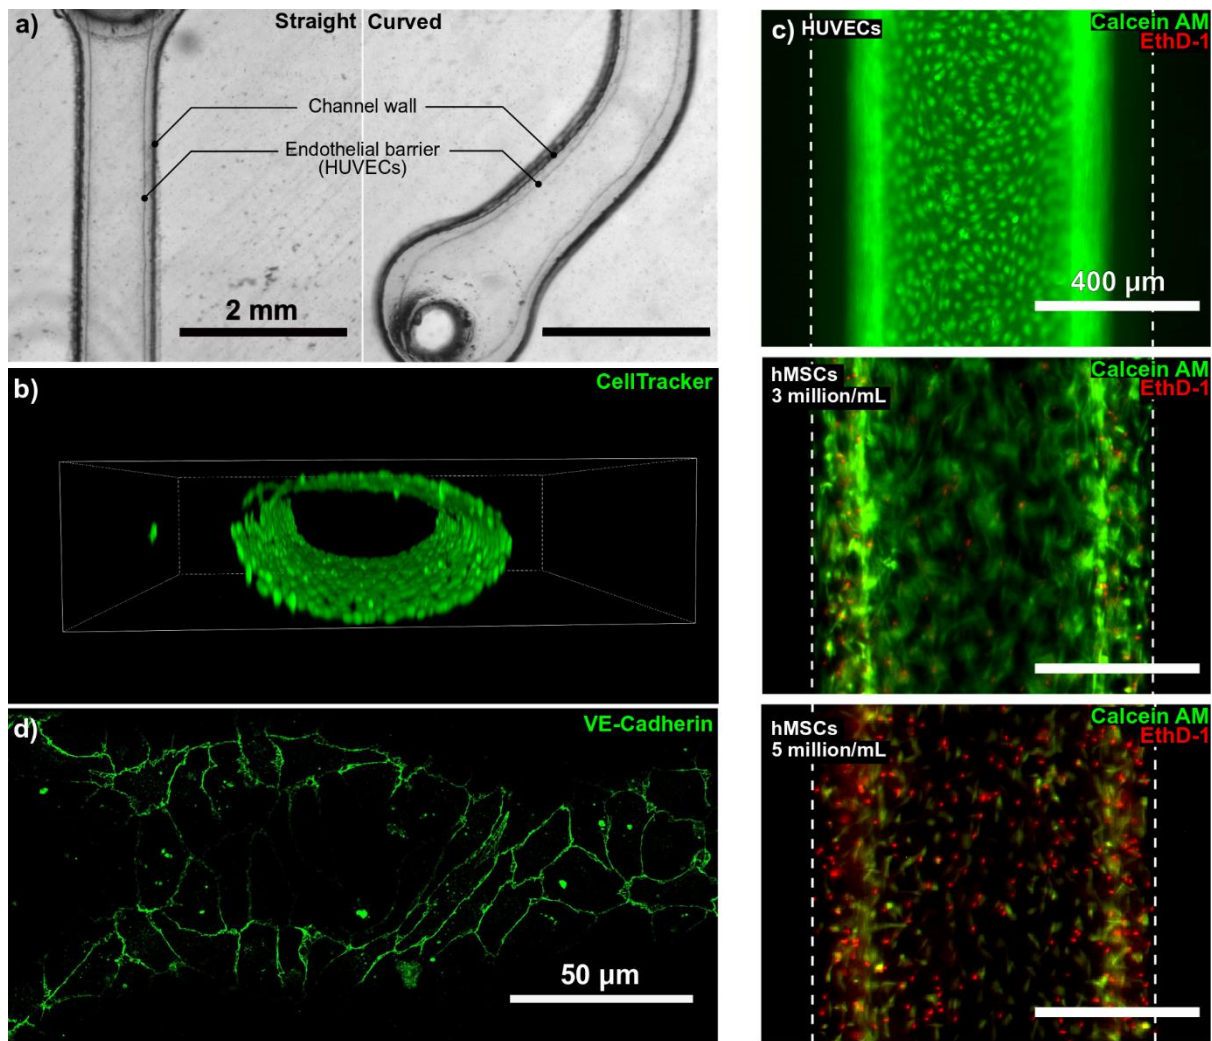 a)
Straight
Curved
Channel wall
Endothelial barrier
(HUVECs)
2 mm
b)
CellTracker
d)
VE-Cadherin
50 µm
c)
HUVECs
Calcein AM
EthD-1
400 µm
hMSCs
3 million/mL
Calcein AM
EthD-1
hMSCs
5 million/mL
Calcein AM
EthD-1